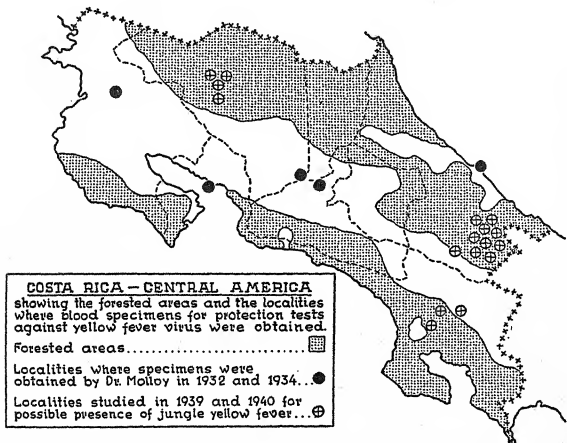 COSTA RICA — CENTRAL AMERICA
showing the forested areas and the localities
where blood specimens for protection tests
against yellow fever virus were obtained.
Forested areas..............................
Localities where specimens were
obtained by Dr. Molloy in 1932 and 1934...
Localities studied in 1939 and 1940 for
possible presence of jungle yellow fever...